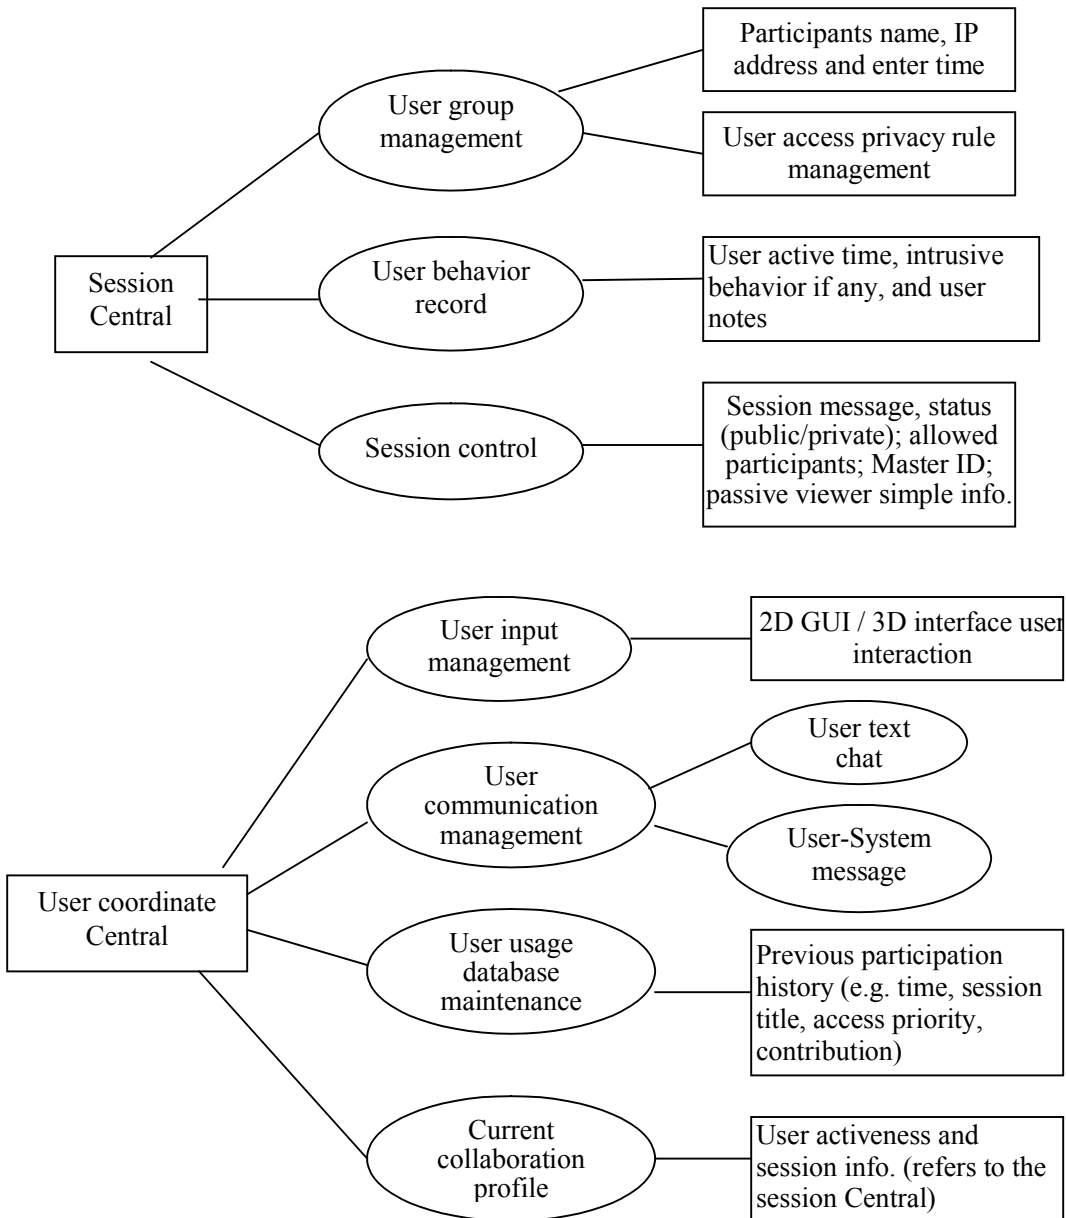 Participants name, IP
address and enter time
User group
management
User access privacy rule
management
Session
Central
User behavior
record
User active time, intrusive
behavior if any, and user
notes
Session control
Session message, status
(public/private); allowed
participants; Master ID;
passive viewer simple info.
User input
management
2D GUI / 3D interface user
interaction
User
communication
management
User text
chat
User-System
message
User coordinate
Central
User usage
database
maintenance
Previous participation
history (e.g. time, session
title, access priority,
contribution)
Current
collaboration
profile
User activeness and
session info. (refers to the
session Central)